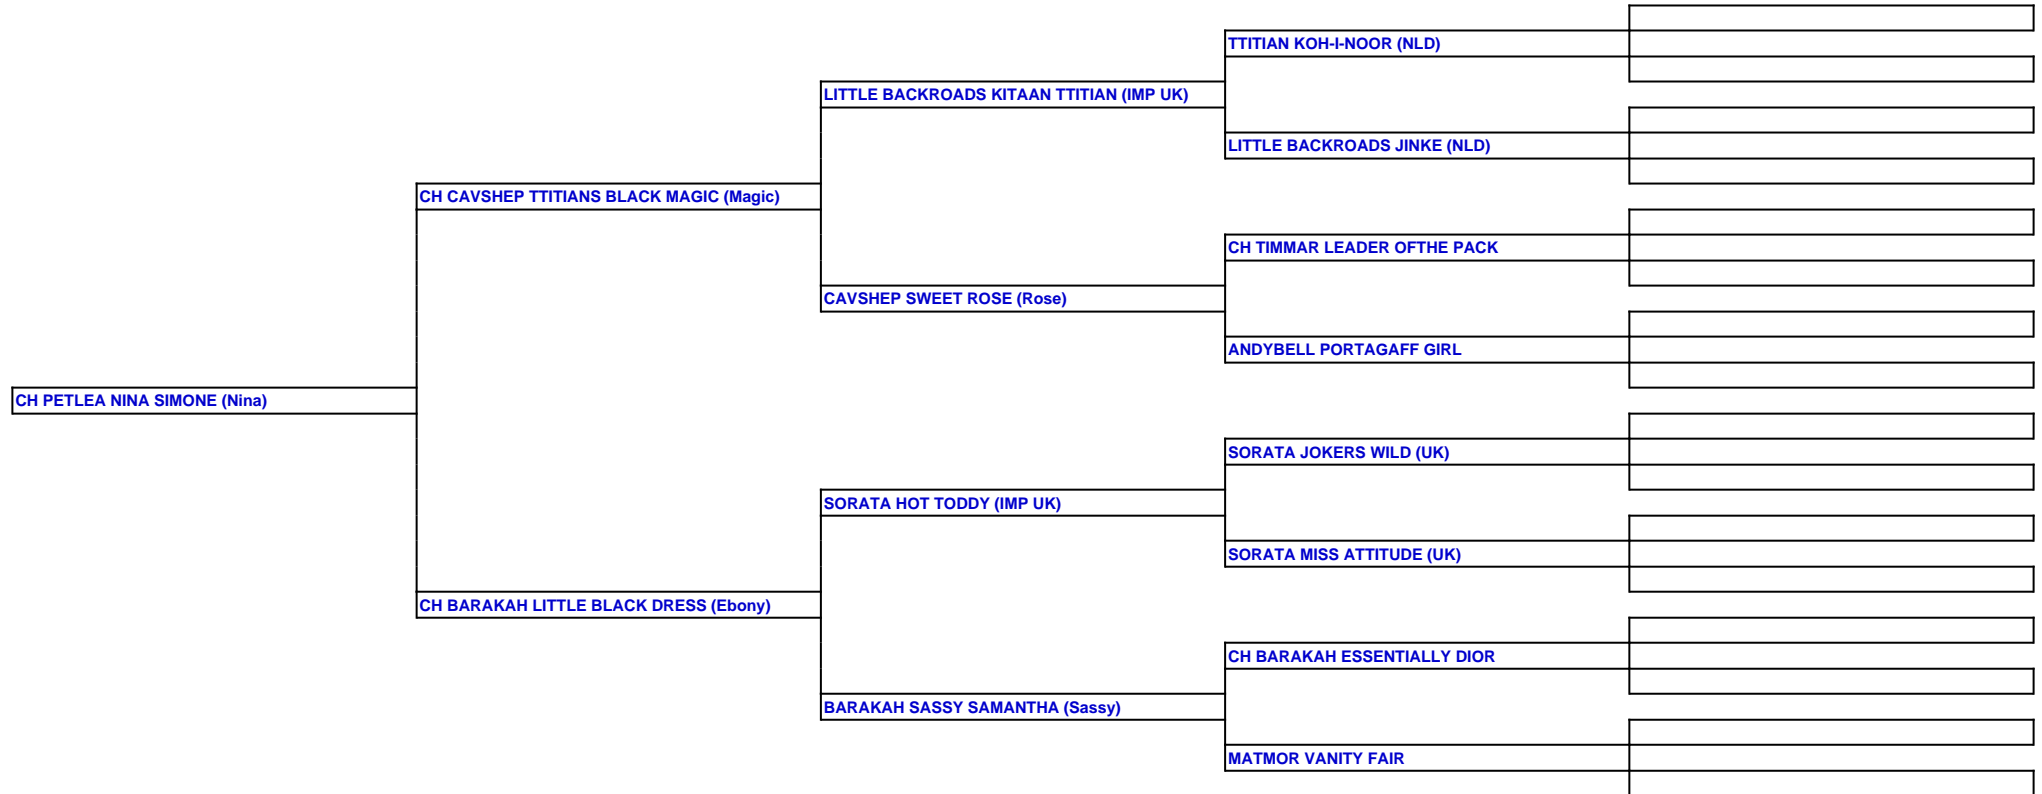 TTITIAN KOH-I-NOOR (NLD)
LITTLE BACKROADS KITAAN TTITIAN (IMP UK)
LITTLE BACKROADS JINKE (NLD)
CH CAVSHEP TTITIANS BLACK MAGIC (Magic)
CH TIMMAR LEADER OFTHE PACK
CAVSHEP SWEET ROSE (Rose)
ANDYBELL PORTAGAFF GIRL
CH PETLEA NINA SIMONE (Nina)
SORATA JOKERS WILD (UK)
SORATA HOT TODDY (IMP UK)
SORATA MISS ATTITUDE (UK)
CH BARAKAH LITTLE BLACK DRESS (Ebony)
CH BARAKAH ESSENTIALLY DIOR
BARAKAH SASSY SAMANTHA (Sassy)
MATMOR VANITY FAIR